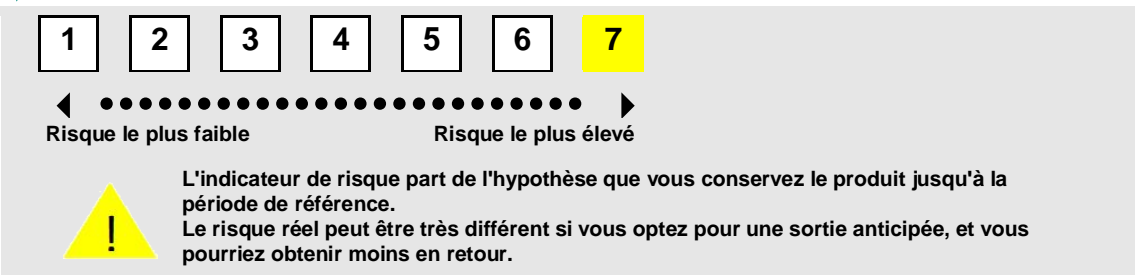 1 2 3 4 5 6 7
Risque le plus faible Risque le plus élevé
L'indicateur de risque part de l'hypothèse que vous conservez le produit jusqu'à la
période de référence.
Le risque réel peut être très différent si vous optez pour une sortie anticipée, et vous
pourriez obtenir moins en retour.
!